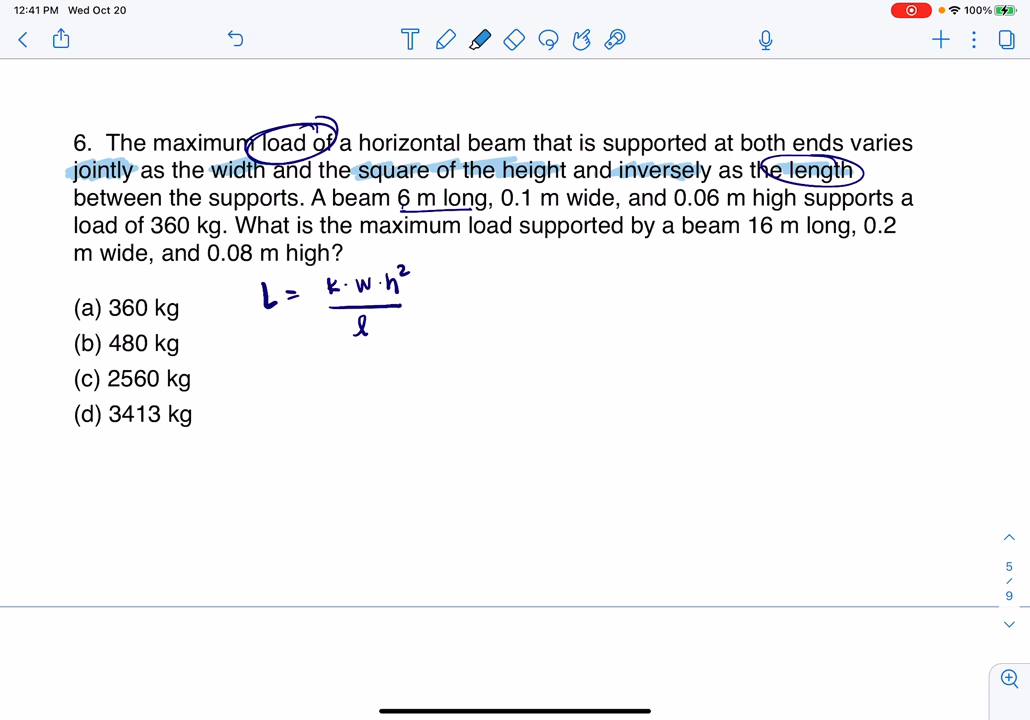 12:41 PM Wed Oct 20
100%
6. The maximum load of a horizontal beam that is supported at both ends varies
jointly as the width and the square of the height and inversely as the length
between the supports. A beam 6 m long, 0.1 m wide, and 0.06 m high supports a
load of 360 kg. What is the maximum load supported by a beam 16 m long, 0.2
m wide, and 0.08 m high?
L = k·w·h²
l
(a) 360 kg
(b) 480 kg
(c) 2560 kg
(d) 3413 kg
5
/
9